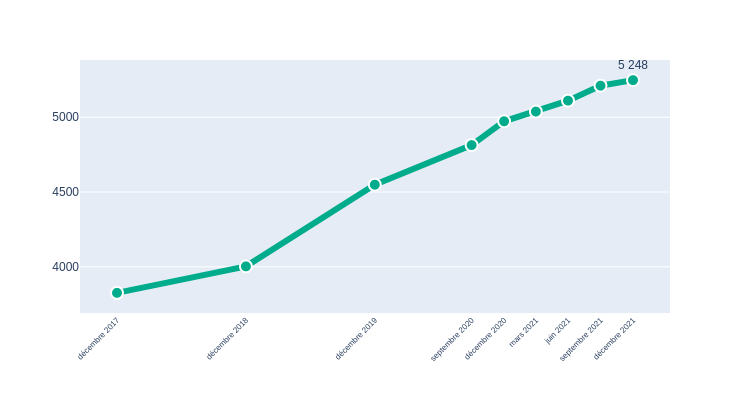 5 248
5000
4500
4000
décembre 2017
décembre 2018
décembre 2019
septembre 2020
décembre 2020
mars 2021
juin 2021
septembre 2021
décembre 2021